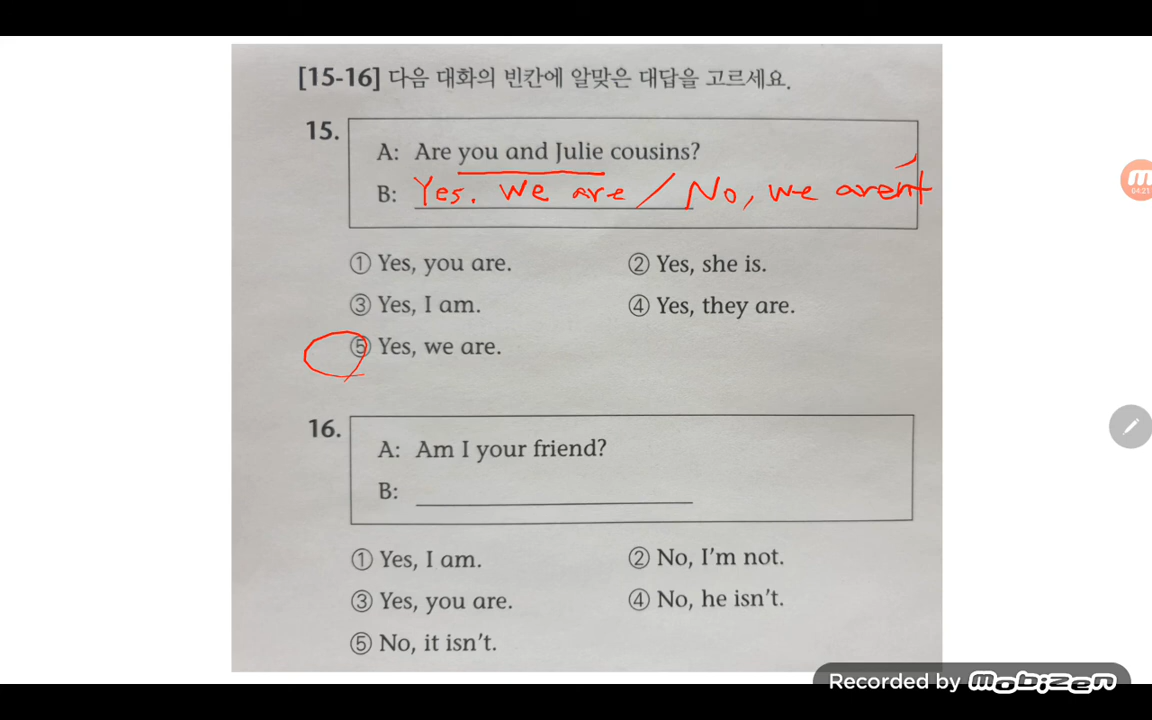 [15-16] 다음 대화의 빈칸에 알맞은 대답을 고르세요.
15.
A: Are you and Julie cousins?
B: Yes. We are / No, we aren't
① Yes, you are. ② Yes, she is.
③ Yes, I am. ④ Yes, they are.
⑤ Yes, we are.
16.
A: Am I your friend?
B:
① Yes, I am. ② No, I'm not.
③ Yes, you are. ④ No, he isn't.
⑤ No, it isn't.
04:21
Recorded by mobizen